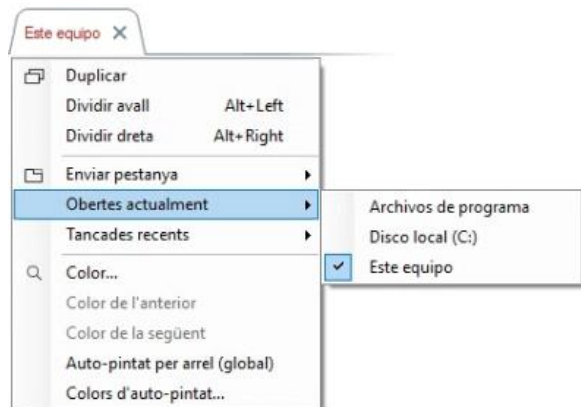 Este equipo
Duplicar
Dividir avall Alt+Left
Dividir dreta Alt+Right
Enviar pestanya
Obertes actualment
Tancades recents
Color...
Color de l'anterior
Color de la següent
Auto-pintat per arrel (global)
Colors d'auto-pintat...
Archivos de programa
Disco local (C:)
Este equipo